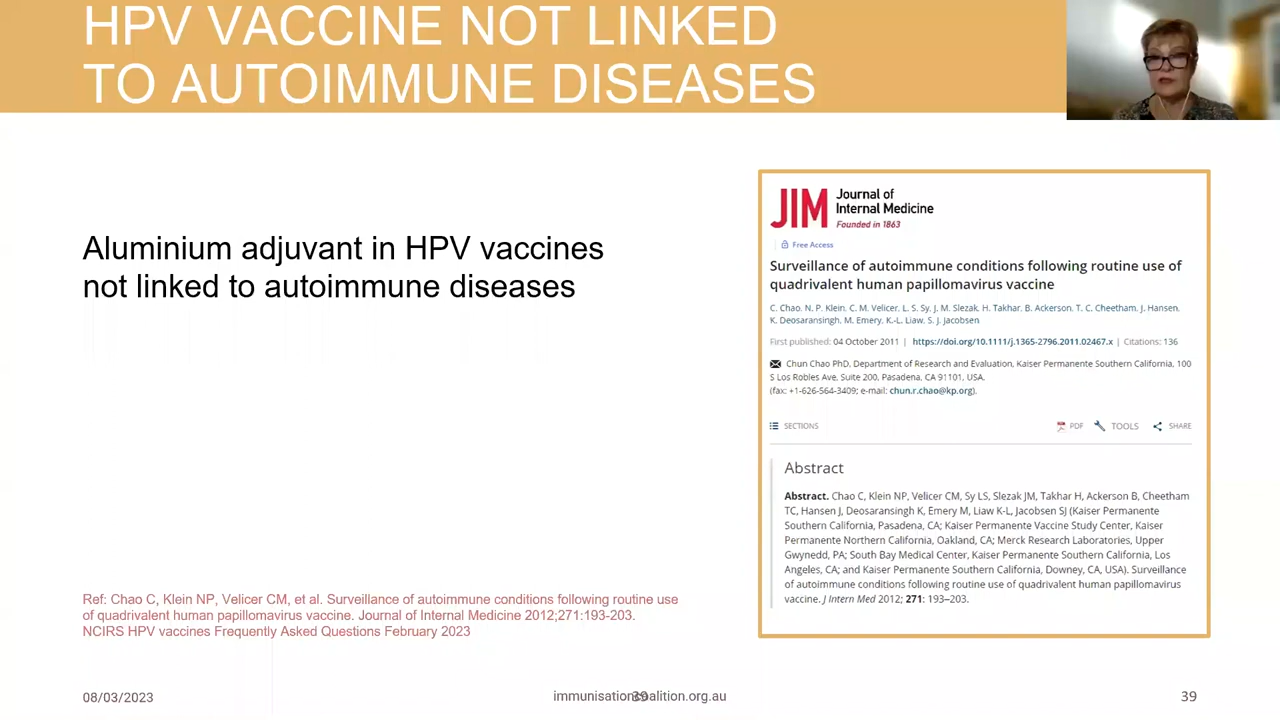 HPV VACCINE NOT LINKED
TO AUTOIMMUNE DISEASES
Aluminium adjuvant in HPV vaccines
not linked to autoimmune diseases
JIM Journal of
Internal Medicine
Founded in 1863
Free Access
Surveillance of autoimmune conditions following routine use of
quadrivalent human papillomavirus vaccine
C. Chao, N. P. Klein, C. M. Velicer, L. S. Sy, J. M. Slezak, H. Takhar, B. Ackerson, T. C. Cheetham, J. Hansen,
K. Deosaransingh, M. Emery, K.-L. Liaw, S. J. Jacobsen
First published: 04 October 2011 | https://doi.org/10.1111/j.1365-2796.2011.02467.x | Citations: 136
Chun Chao PhD, Department of Research and Evaluation, Kaiser Permanente Southern California, 100
S Los Robles Ave, Suite 200, Pasadena, CA 91101, USA.
(fax: +1-626-564-3409; e-mail: chun.r.chao@kp.org).
SECTIONS PDF TOOLS SHARE
Abstract
Abstract. Chao C, Klein NP, Velicer CM, Sy LS, Slezak JM, Takhar H, Ackerson B, Cheetham
TC, Hansen J, Deosaransingh K, Emery M, Liaw K-L, Jacobsen SJ (Kaiser Permanente
Southern California, Pasadena, CA; Kaiser Permanente Vaccine Study Center, Kaiser
Permanente Northern California, Oakland, CA; Merck Research Laboratories, Upper
Gwynedd, PA; South Bay Medical Center, Kaiser Permanente Southern California, Los
Angeles, CA; and Kaiser Permanente Southern California, Downey, CA, USA). Surveillance
of autoimmune conditions following routine use of quadrivalent human papillomavirus
vaccine. J Intern Med 2012; 271: 193–203.
Ref: Chao C, Klein NP, Velicer CM, et al. Surveillance of autoimmune conditions following routine use
of quadrivalent human papillomavirus vaccine. Journal of Internal Medicine 2012;271:193-203.
NCIRS HPV vaccines Frequently Asked Questions February 2023
08/03/2023
immunisationcoalition.org.au
39
39